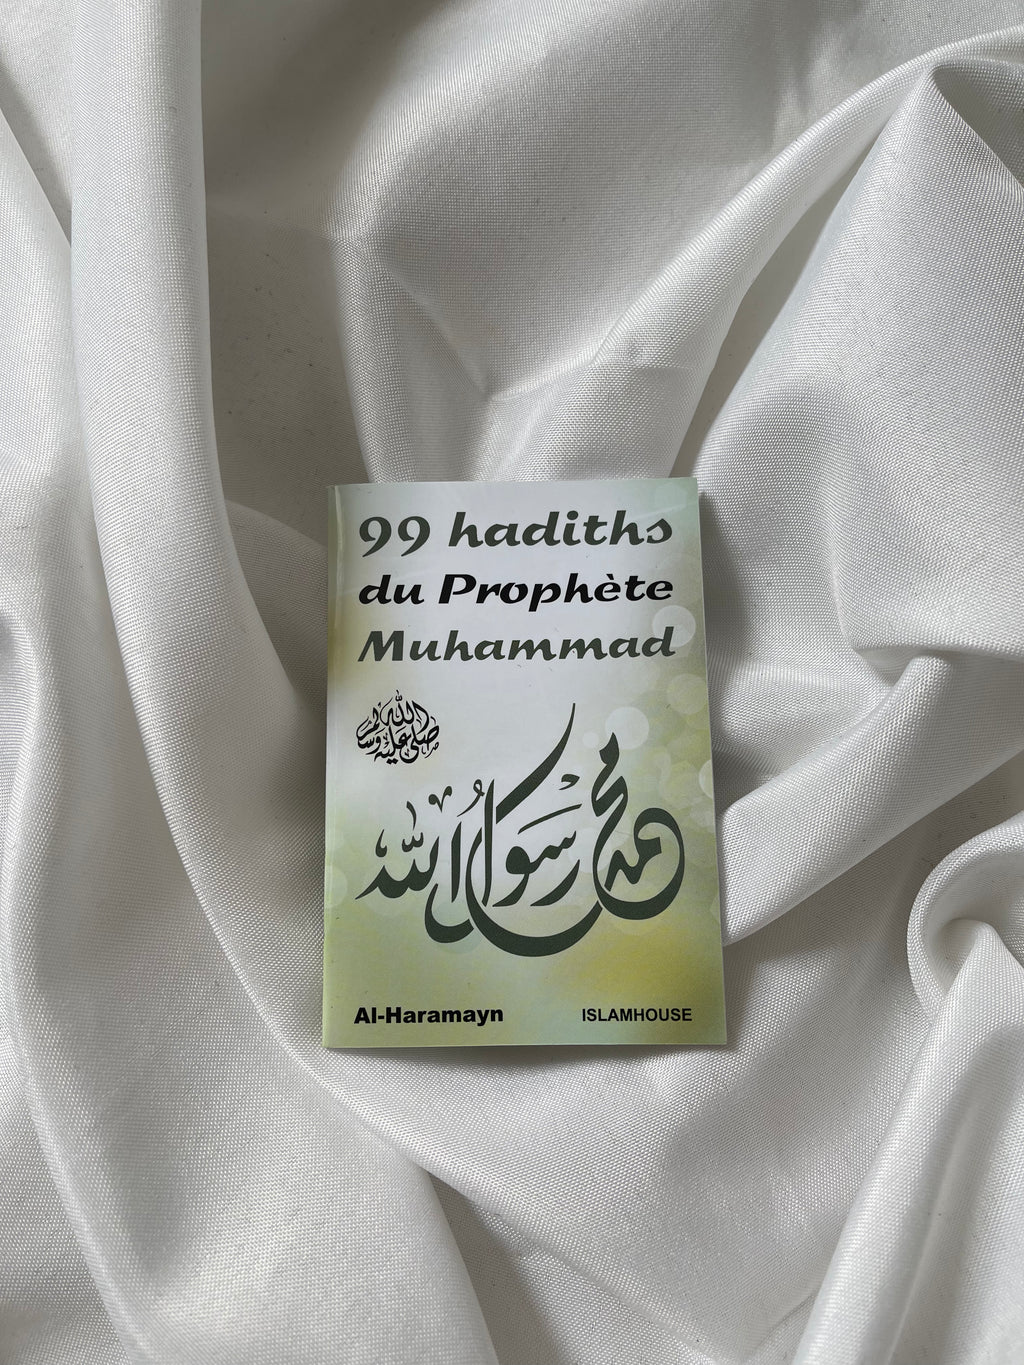 99 hadiths
du Prophète
Muhammad
صلى الله عليه وسلم
محمد رسول الله
Al-Haramayn
ISLAMHOUSE